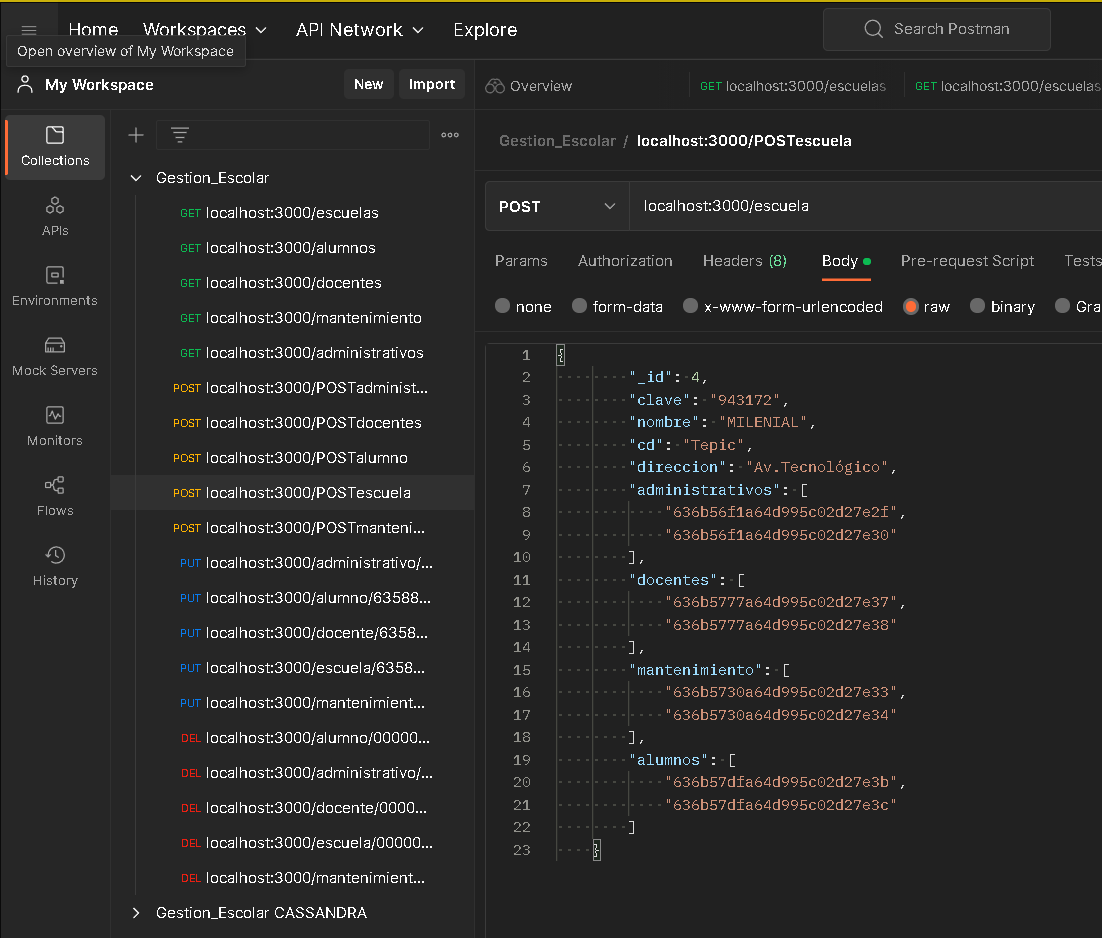 Home Workspaces API Network Explore Search Postman
Open overview of My Workspace
My Workspace New Import
Overview GET localhost:3000/escuelas GET localhost:3000/escuelas
Collections
APIs
Environments
Mock Servers
Monitors
Flows
History
Gestion_Escolar
GET localhost:3000/escuelas
GET localhost:3000/alumnos
GET localhost:3000/docentes
GET localhost:3000/mantenimiento
GET localhost:3000/administrativos
POST localhost:3000/POSTadminist...
POST localhost:3000/POSTdocentes
POST localhost:3000/POSTalumno
POST localhost:3000/POSTescuela
POST localhost:3000/POSTmanteni...
PUT localhost:3000/administrativo/...
PUT localhost:3000/alumno/63588...
PUT localhost:3000/docente/6358...
PUT localhost:3000/escuela/6358...
PUT localhost:3000/mantenimient...
DEL localhost:3000/alumno/00000...
DEL localhost:3000/administrativo/...
DEL localhost:3000/docente/0000...
DEL localhost:3000/escuela/00000...
DEL localhost:3000/mantenimient...
Gestion_Escolar CASSANDRA
Gestion_Escolar / localhost:3000/POSTescuela
POST localhost:3000/escuela
Params Authorization Headers (8) Body Pre-request Script Tests
none form-data x-www-form-urlencoded raw binary Gra
1 {
2 "_id": 4,
3 "clave": "943172",
4 "nombre": "MILENIAL",
5 "cd": "Tepic",
6 "direccion": "Av.Tecnológico",
7 "administrativos": [
8 "636b56f1a64d995c02d27e2f",
9 "636b56f1a64d995c02d27e30"
10 ],
11 "docentes": [
12 "636b5777a64d995c02d27e37",
13 "636b5777a64d995c02d27e38"
14 ],
15 "mantenimiento": [
16 "636b5730a64d995c02d27e33",
17 "636b5730a64d995c02d27e34"
18 ],
19 "alumnos": [
20 "636b57dfa64d995c02d27e3b",
21 "636b57dfa64d995c02d27e3c"
22 ]
23 }